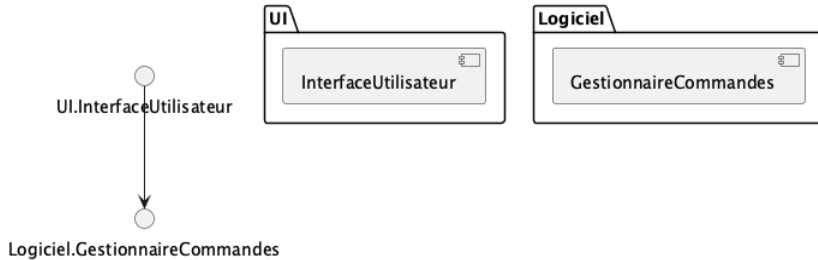 UI
Logiciel
InterfaceUtilisateur
GestionnaireCommandes
UI.InterfaceUtilisateur
Logiciel.GestionnaireCommandes